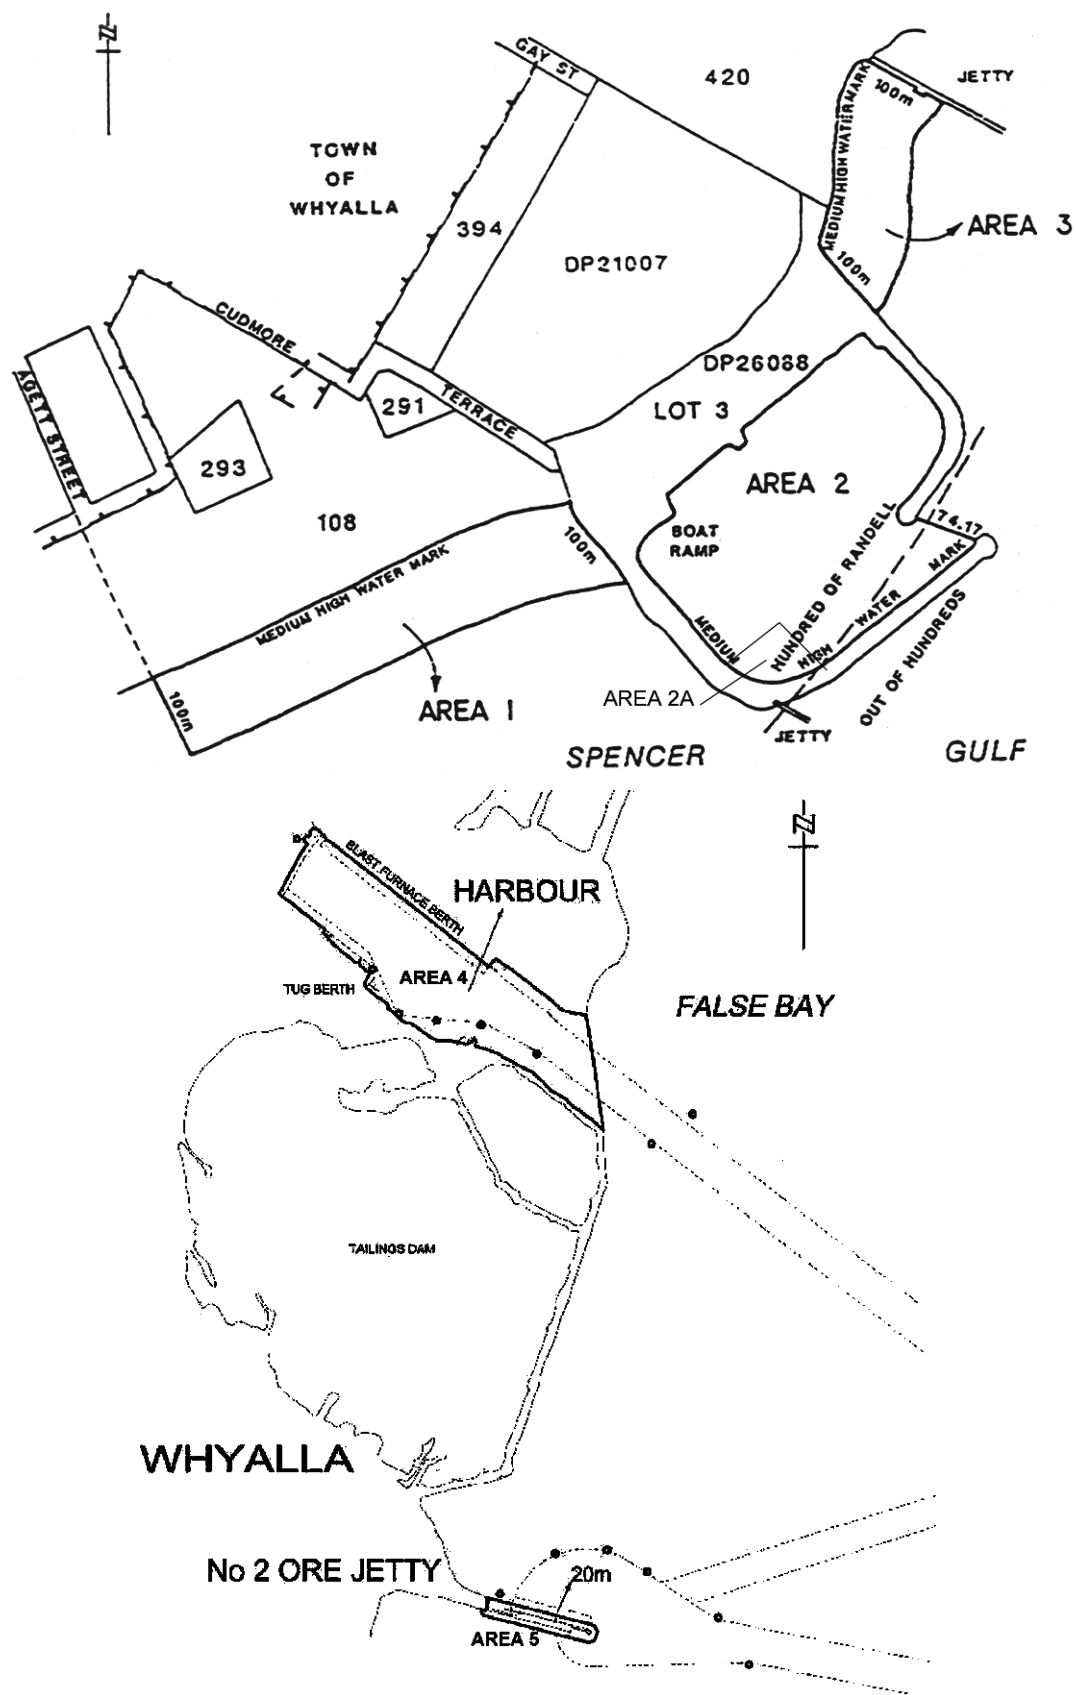 N
GAY ST
420
JETTY
100m
MEDIUM HIGH WATER MARK
TOWN
OF
WHYALLA
394
AREA 3
DP21007
100m
CUDMORE
DP26088
LOT 3
291
TERRACE
293
AREA 2
108
BOAT
RAMP
74.17
100m
HUNDRED OF RANDELL
MEDIUM HIGH WATER MARK
MEDIUM
HIGH
WATER
MARK
OUT OF HUNDREDS
100m
AREA 1
AREA 2A
JETTY
SPENCER
GULF
N
BLAST FURNACE BERTH
HARBOUR
AREA 4
TUG BERTH
FALSE BAY
TAILINGS DAM
WHYALLA
No 2 ORE JETTY
20m
AREA 5